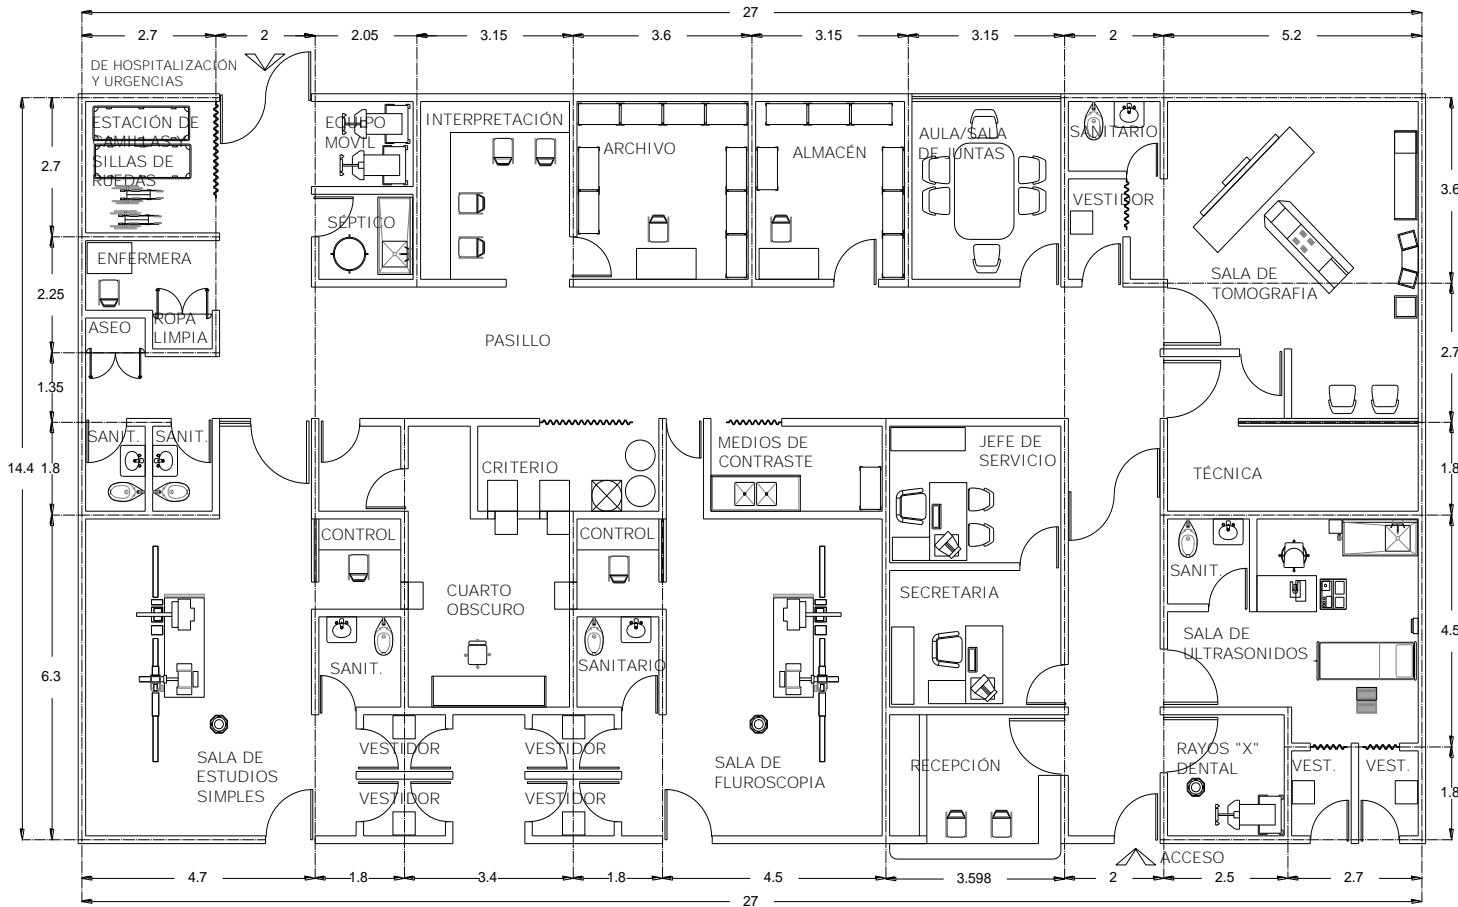 27
2.7
2
2.05
3.15
3.6
3.15
3.15
2
5.2
DE HOSPITALIZACIÓN
Y URGENCIAS
ESTACIÓN DE
CAMILLAS Y
SILLAS DE
RUEDAS
EQUIPO
MÓVIL
INTERPRETACIÓN
ARCHIVO
ALMACÉN
AULA/SALA
DE JUNTAS
SANITARIO
VESTIDOR
SÉPTICO
2.7
3.6
ENFERMERA
SALA DE
TOMOGRAFIA
2.25
ASEO
ROPA
LIMPIA
PASILLO
2.7
1.35
SANIT.
SANIT.
CRITERIO
MEDIOS DE
CONTRASTE
JEFE DE
SERVICIO
TÉCNICA
14.4
1.8
1.8
CONTROL
CONTROL
CUARTO
OBSCURO
SECRETARIA
SANIT.
SALA DE
ULTRASONIDOS
4.5
6.3
SANIT.
SANITARIO
SALA DE
ESTUDIOS
SIMPLES
VESTIDOR
VESTIDOR
VESTIDOR
VESTIDOR
SALA DE
FLUROSCOPIA
RECEPCIÓN
RAYOS "X"
DENTAL
VEST.
VEST.
1.8
ACCESO
4.7
1.8
3.4
1.8
4.5
3.598
2
2.5
2.7
27